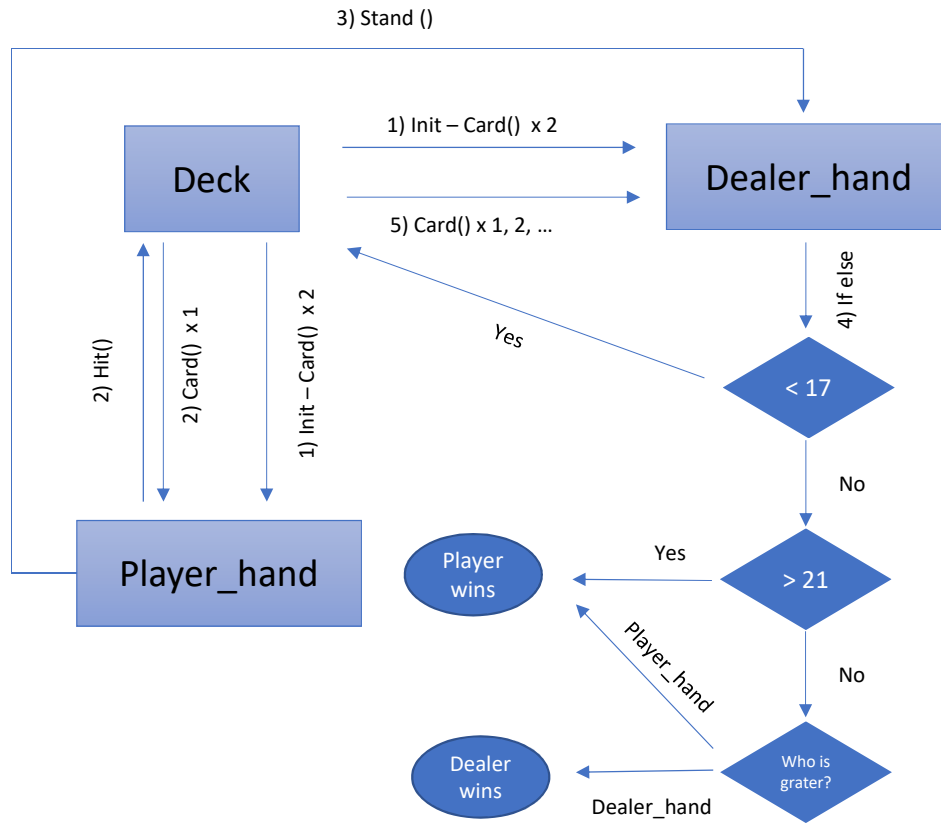 3) Stand ()
1) Init – Card() x 2
Deck
Dealer_hand
5) Card() x 1, 2, ...
4) If else
Yes
2) Hit()
2) Card() x 1
1) Init – Card() x 2
< 17
No
Player_hand
Player
wins
Yes
> 21
Player_hand
No
Dealer
wins
Who is
grater?
Dealer_hand